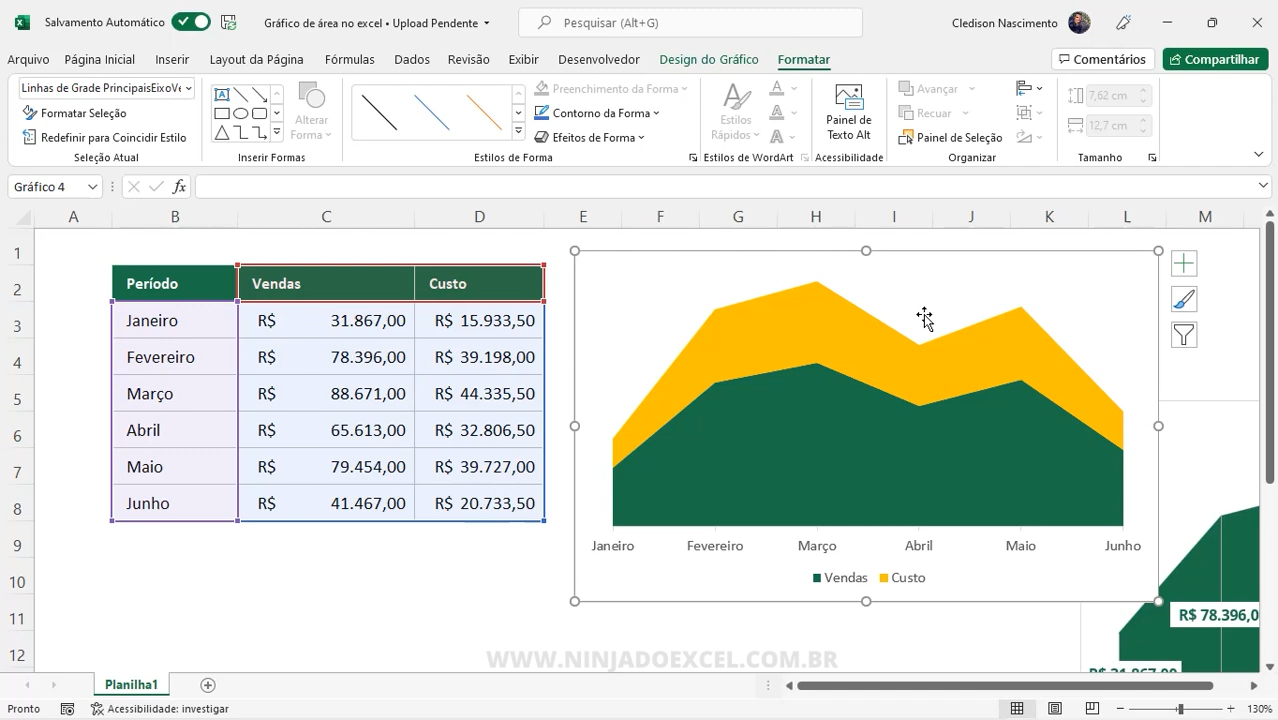 Salvamento Automático
Gráfico de área no excel • Upload Pendente
Pesquisar (Alt+G)
Cledison Nascimento
Arquivo Página Inicial Inserir Layout da Página Fórmulas Dados Revisão Exibir Desenvolvedor Design do Gráfico Formatar
Comentários Compartilhar
Linhas de Grade PrincipaisEixoVe
Formatar Seleção
Redefinir para Coincidir Estilo
Seleção Atual
Alterar
Forma
Inserir Formas
Preenchimento da Forma
Contorno da Forma
Efeitos de Forma
Estilos de Forma
Estilos
Rápidos
Estilos de WordArt
Painel de
Texto Alt
Acessibilidade
Avançar
Recuar
Painel de Seleção
Organizar
7,62 cm
12,7 cm
Tamanho
Gráfico 4
fx
A B C D E F G H I J K L M
1
2 Período Vendas Custo
3 Janeiro R$ 31.867,00 R$ 15.933,50
4 Fevereiro R$ 78.396,00 R$ 39.198,00
5 Março R$ 88.671,00 R$ 44.335,50
6 Abril R$ 65.613,00 R$ 32.806,50
7 Maio R$ 79.454,00 R$ 39.727,00
8 Junho R$ 41.467,00 R$ 20.733,50
9
10
11
12
Janeiro Fevereiro Março Abril Maio Junho
Vendas Custo
R$ 78.396,0
R$ 31.867,00
WWW.NINJADOEXCEL.COM.BR
Planilha1
Pronto
Acessibilidade: investigar
130%